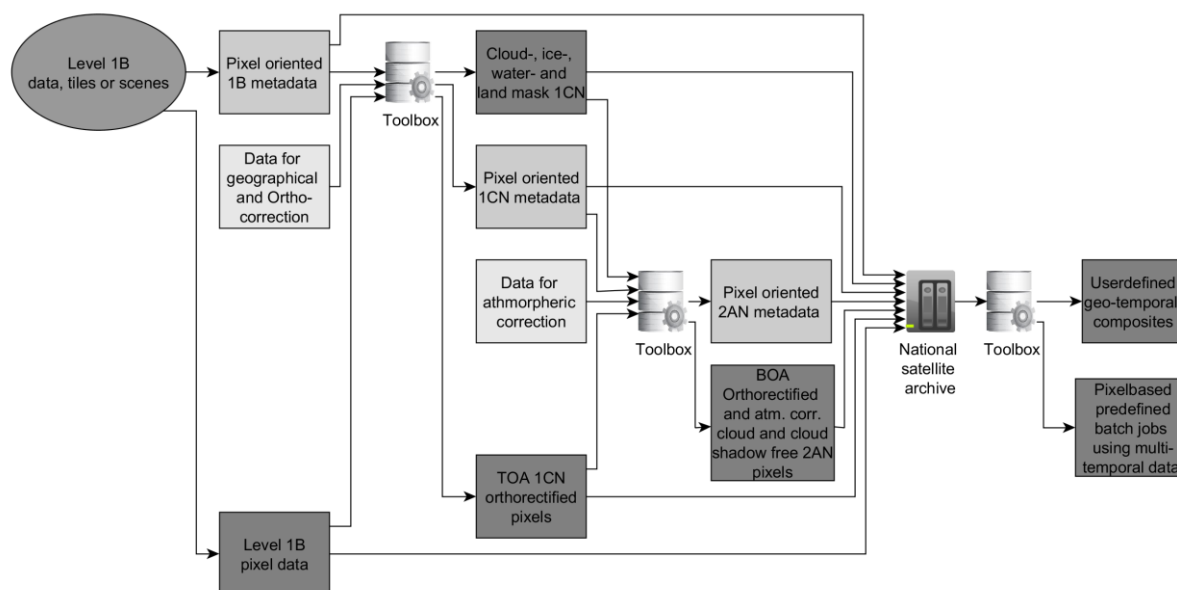 Level 1B
data, tiles or scenes
Pixel oriented
1B metadata
Toolbox
Cloud-, ice-,
water- and
land mask 1CN
Data for
geographical
and Ortho-
correction
Pixel oriented
1CN metadata
Data for
athmorpheric
correction
Toolbox
Pixel oriented
2AN metadata
National
satellite
archive
Toolbox
Userdefined
geo-temporal
composites
BOA
Orthorectified
and atm. corr.
cloud and cloud
shadow free 2AN
pixels
Pixelbased
predefined
batch jobs
using multi-
temporal data
TOA 1CN
orthorectified
pixels
Level 1B
pixel data